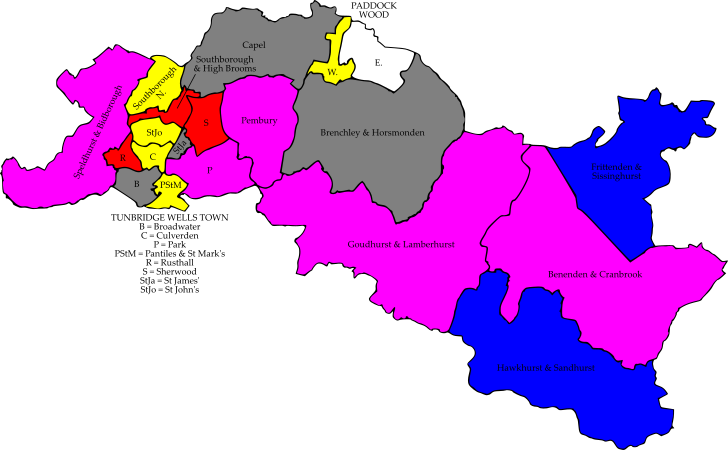 PADDOCK
WOOD
Capel
Southborough
& High Brooms
W.
E.
Southborough
N.
Speldhurst & Bidborough
StJo
S
Pembury
Brenchley & Horsmonden
StJa
R
C
P
B
PStM
Frittenden &
Sissinghurst
TUNBRIDGE WELLS TOWN
B = Broadwater
C = Culverden
P = Park
PStM = Pantiles & St Mark's
R = Rusthall
S = Sherwood
StJa = St James'
StJo = St John's
Goudhurst & Lamberhurst
Benenden & Cranbrook
Hawkhurst & Sandhurst